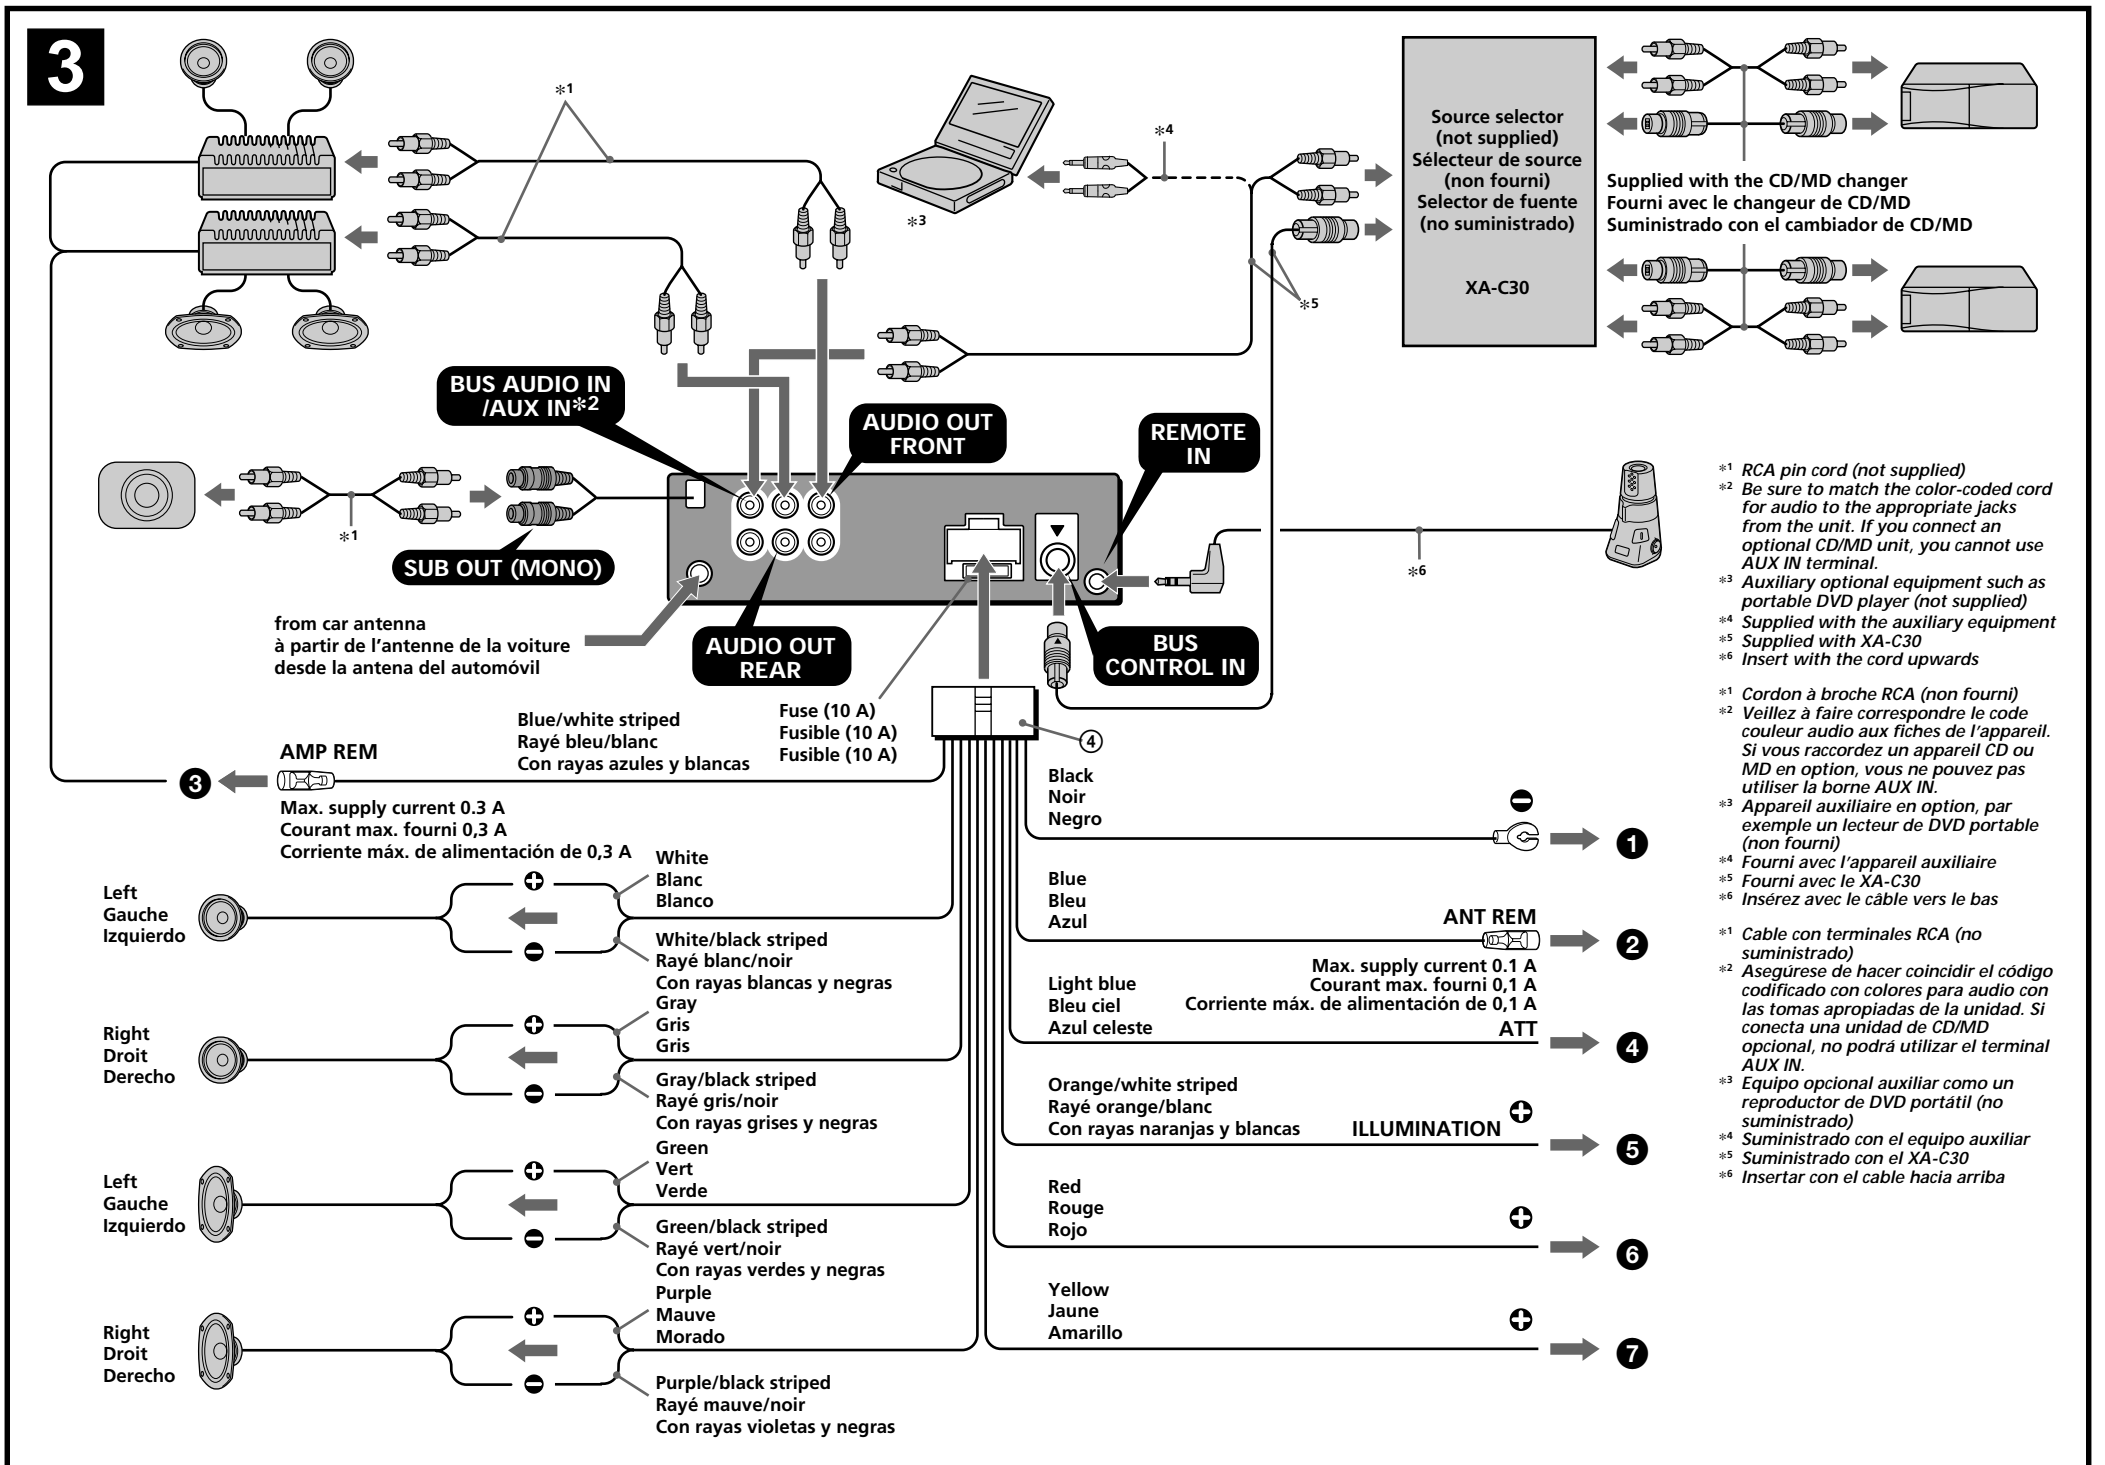 3
*1
*4
*3
*5
Source selector
(not supplied)
Sélecteur de source
(non fourni)
Selector de fuente
(no suministrado)
XA-C30
Supplied with the CD/MD changer
Fourni avec le changeur de CD/MD
Suministrado con el cambiador de CD/MD
BUS AUDIO IN
/AUX IN*2
AUDIO OUT
FRONT
REMOTE
IN
*1
SUB OUT (MONO)
*6
from car antenna
à partir de l'antenne de la voiture
desde la antena del automóvil
AUDIO OUT
REAR
BUS
CONTROL IN
Fuse (10 A)
Fusible (10 A)
Fusible (10 A)
④
Blue/white striped
Rayé bleu/blanc
Con rayas azules y blancas
AMP REM
❸
Max. supply current 0.3 A
Courant max. fourni 0,3 A
Corriente máx. de alimentación de 0,3 A
Left
Gauche
Izquierdo
+
−
White
Blanc
Blanco
White/black striped
Rayé blanc/noir
Con rayas blancas y negras
Right
Droit
Derecho
+
−
Gray
Gris
Gris
Gray/black striped
Rayé gris/noir
Con rayas grises y negras
Left
Gauche
Izquierdo
+
−
Green
Vert
Verde
Green/black striped
Rayé vert/noir
Con rayas verdes y negras
Right
Droit
Derecho
+
−
Purple
Mauve
Morado
Purple/black striped
Rayé mauve/noir
Con rayas violetas y negras
Black
Noir
Negro
−
❶
Blue
Bleu
Azul
ANT REM
❷
Max. supply current 0.1 A
Courant max. fourni 0,1 A
Corriente máx. de alimentación de 0,1 A
Light blue
Bleu ciel
Azul celeste
ATT
❹
Orange/white striped
Rayé orange/blanc
Con rayas naranjas y blancas
ILLUMINATION
+
❺
Red
Rouge
Rojo
+
❻
Yellow
Jaune
Amarillo
+
❼
*1 RCA pin cord (not supplied)
*2 Be sure to match the color-coded cord
for audio to the appropriate jacks
from the unit. If you connect an
optional CD/MD unit, you cannot use
AUX IN terminal.
*3 Auxiliary optional equipment such as
portable DVD player (not supplied)
*4 Supplied with the auxiliary equipment
*5 Supplied with XA-C30
*6 Insert with the cord upwards
*1 Cordon à broche RCA (non fourni)
*2 Veillez à faire correspondre le code
couleur audio aux fiches de l'appareil.
Si vous raccordez un appareil CD ou
MD en option, vous ne pouvez pas
utiliser la borne AUX IN.
*3 Appareil auxiliaire en option, par
exemple un lecteur de DVD portable
(non fourni)
*4 Fourni avec l'appareil auxiliaire
*5 Fourni avec le XA-C30
*6 Insérez avec le câble vers le bas
*1 Cable con terminales RCA (no
suministrado)
*2 Asegúrese de hacer coincidir el código
codificado con colores para audio con
las tomas apropiadas de la unidad. Si
conecta una unidad de CD/MD
opcional, no podrá utilizar el terminal
AUX IN.
*3 Equipo opcional auxiliar como un
reproductor de DVD portátil (no
suministrado)
*4 Suministrado con el equipo auxiliar
*5 Suministrado con el XA-C30
*6 Insertar con el cable hacia arriba